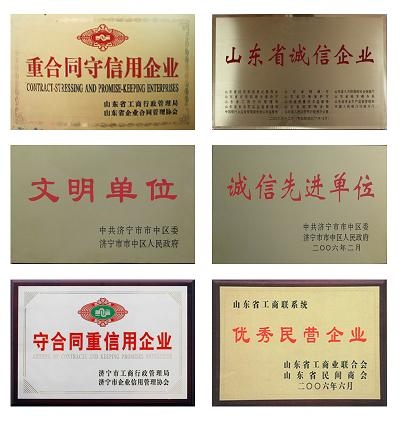 重合同守信用企业
CONTRACT-STRESSING AND PROMISE-KEEPING ENTERPRISES
山东省工商行政管理局
山东省企业合同管理协会
山东省诚信企业
文明单位
中共济宁市市中区委
济宁市市中区人民政府
诚信先进单位
中共济宁市市中区委
济宁市市中区人民政府
二〇〇六年二月
守合同重信用企业
济宁市工商行政管理局
济宁市企业信用管理协会
山东省工商联系统
优秀民营企业
山东省工商业联合会
山东省民间商会
二〇〇六年六月